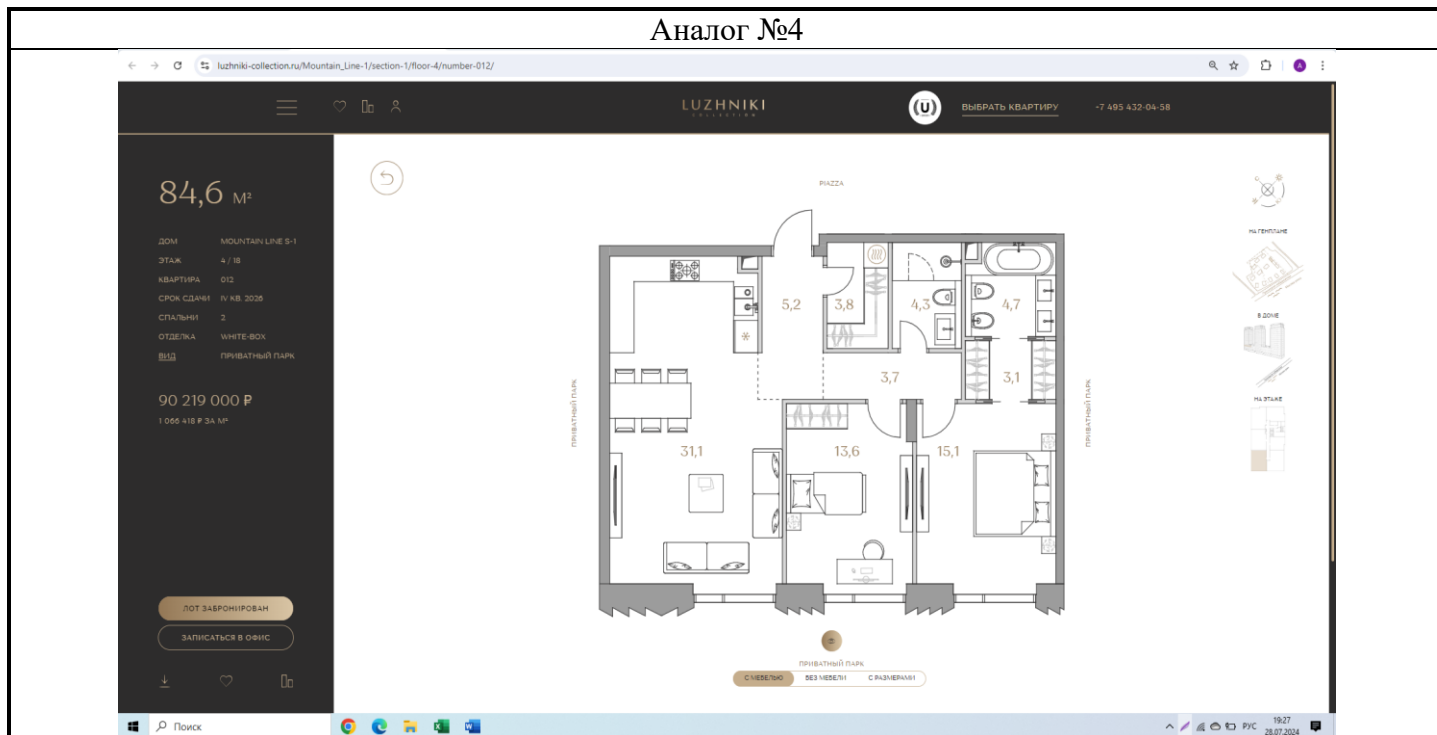 Аналог №4
luzhniki-collection.ru/Mountain_Line-1/section-1/floor-4/number-012/
LUZHNIKI
COLLECTION
(U)
ВЫБРАТЬ КВАРТИРУ
+7 495 432-04-58
84,6 М²
ДОМ MOUNTAIN LINE S-1
ЭТАЖ 4 / 18
КВАРТИРА 012
СРОК СДАЧИ IV КВ. 2026
СПАЛЬНИ 2
ОТДЕЛКА WHITE-BOX
ВИД ПРИВАТНЫЙ ПАРК
90 219 000 ₽
1 066 418 ₽ ЗА М²
ЛОТ ЗАБРОНИРОВАН
ЗАПИСАТЬСЯ В ОФИС
PIAZZA
5,2
3,8
4,3
4,7
3,7
3,1
31,1
13,6
15,1
ПРИВАТНЫЙ ПАРК
ПРИВАТНЫЙ ПАРК
ПРИВАТНЫЙ ПАРК
С МЕБЕЛЬЮ БЕЗ МЕБЕЛИ С РАЗМЕРАМИ
НА ГЕНПЛАНЕ
В ДОМЕ
НА ЭТАЖЕ
Поиск
РУС
19:27
28.07.2024